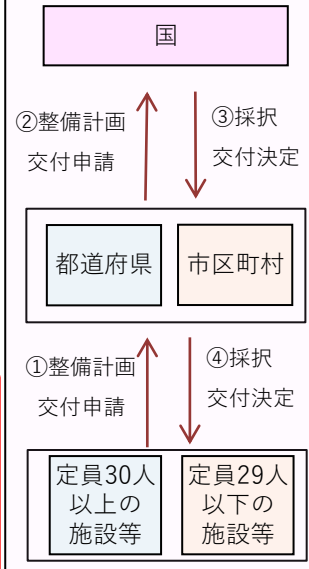 国
②整備計画
交付申請
③採択
交付決定
都道府県
市区町村
①整備計画
交付申請
④採択
交付決定
定員30人
以上の
施設等
定員29人
以下の
施設等